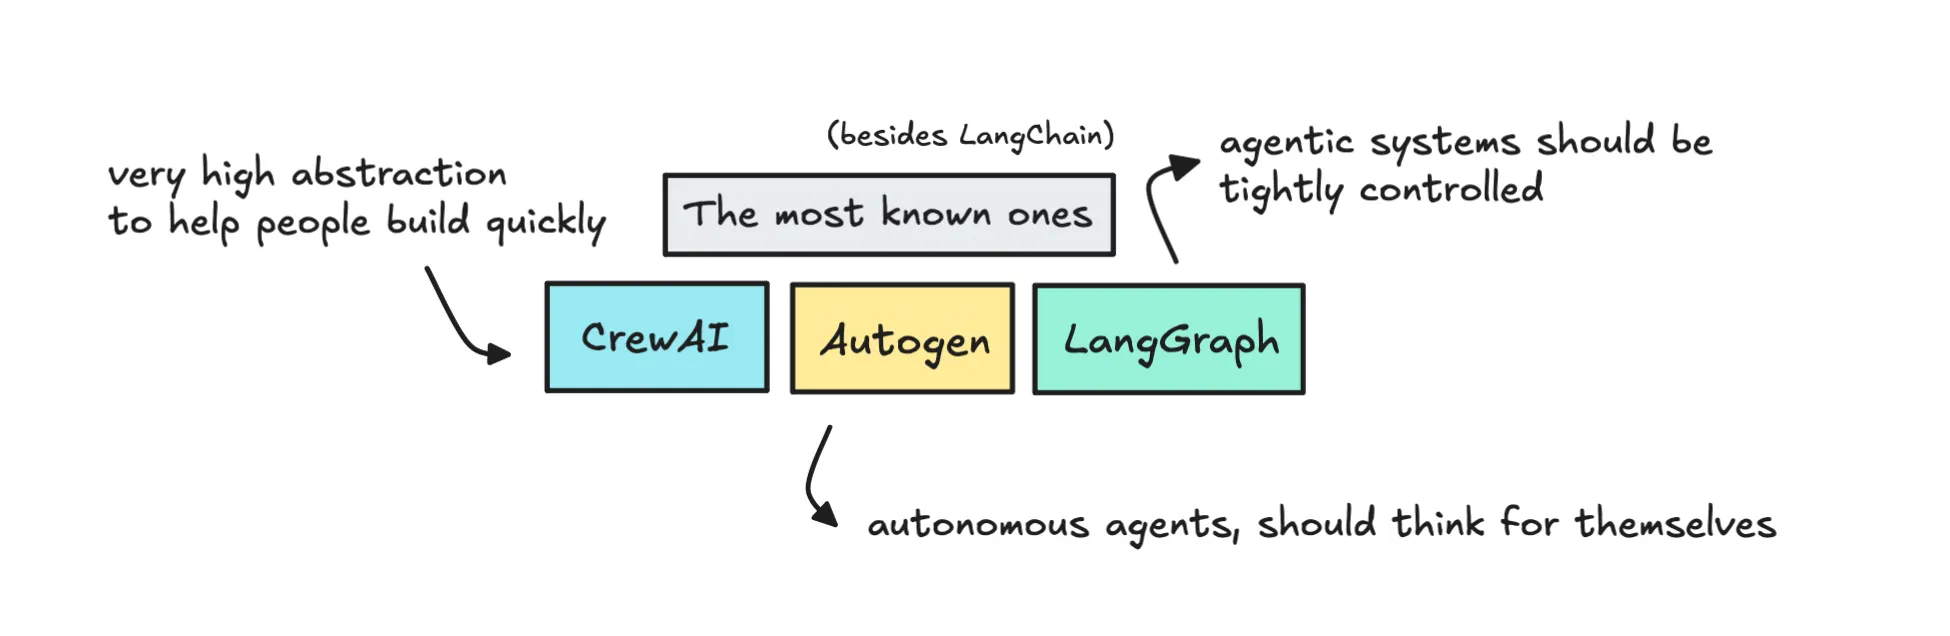 (besides LangChain)
agentic systems should be
tightly controlled
very high abstraction
to help people build quickly
The most known ones
CrewAI
Autogen
LangGraph
autonomous agents, should think for themselves